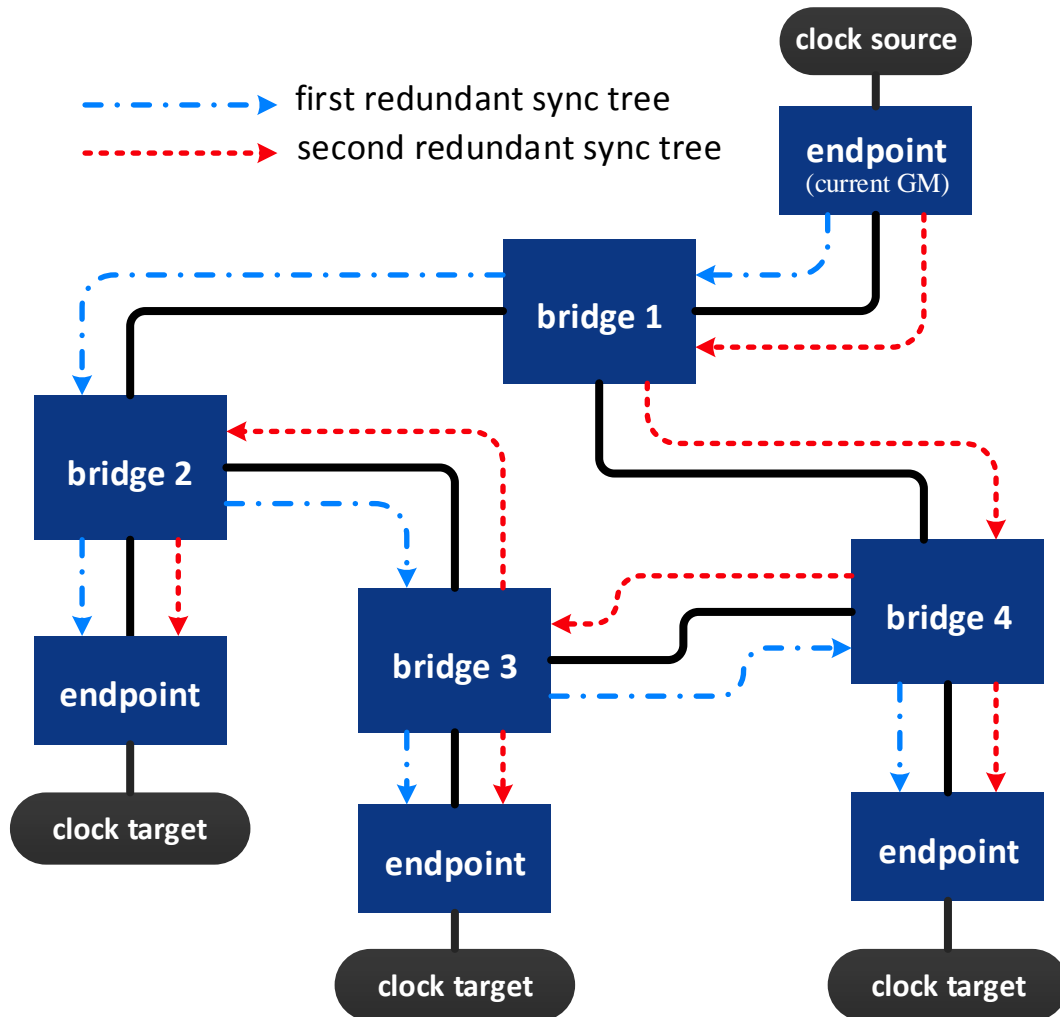 clock source
first redundant sync tree
second redundant sync tree
endpoint
(current GM)
bridge 1
bridge 2
bridge 3
bridge 4
endpoint
clock target
endpoint
clock target
endpoint
clock target